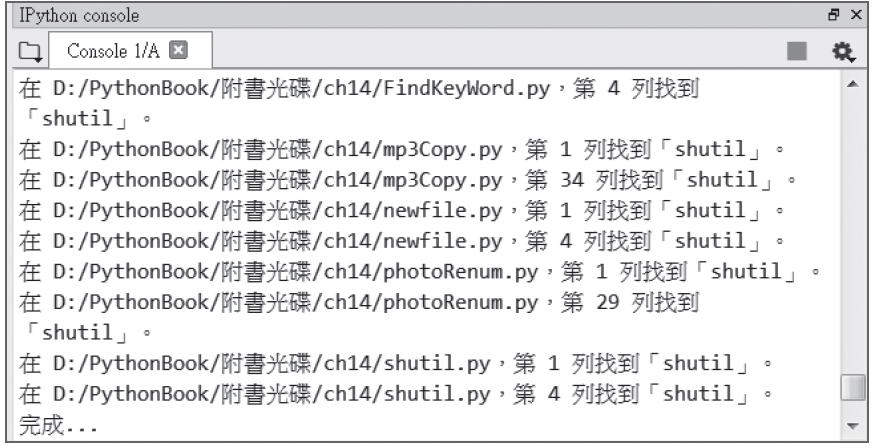 IPython console
Console 1/A
在 D:/PythonBook/附書光碟/ch14/FindKeyWord.py，第 4 列找到
「shutil」。
在 D:/PythonBook/附書光碟/ch14/mp3Copy.py，第 1 列找到「shutil」。
在 D:/PythonBook/附書光碟/ch14/mp3Copy.py，第 34 列找到「shutil」。
在 D:/PythonBook/附書光碟/ch14/newfile.py，第 1 列找到「shutil」。
在 D:/PythonBook/附書光碟/ch14/newfile.py，第 4 列找到「shutil」。
在 D:/PythonBook/附書光碟/ch14/photoRenum.py，第 1 列找到「shutil」。
在 D:/PythonBook/附書光碟/ch14/photoRenum.py，第 29 列找到
「shutil」。
在 D:/PythonBook/附書光碟/ch14/shutil.py，第 1 列找到「shutil」。
在 D:/PythonBook/附書光碟/ch14/shutil.py，第 4 列找到「shutil」。
完成...